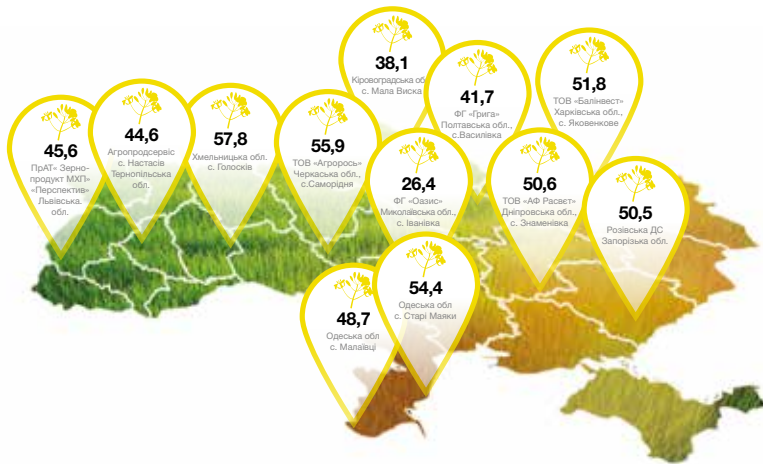 38,1
Кіровоградська об
с. Мала Виска
41,7
ФГ «Грига»
Полтавська обл.,
с.Василівка
51,8
ТОВ «Балінвест»
Харківська обл.,
с. Яковенкове
45,6
ПрАТ« Зерно-
продукт МХП»
«Перспектив»
Львівська.
обл.
44,6
Агропродсервіс
с. Настасів
Тернопільська
обл.
57,8
Хмельницька обл.
с. Голосків
55,9
ТОВ «Агрорось»
Черкаська обл.,
с.Саморідня
26,4
ФГ «Оазис»
Миколаївська обл.,
с. Іванівка
50,6
ТОВ «АФ Расвєт»
Дніпровська обл.,
с. Знаменівка
50,5
Розівська ДС
Запорізька обл.
48,7
Одеська обл
с. Малаївці
54,4
Одеська обл
с. Старі Маяки